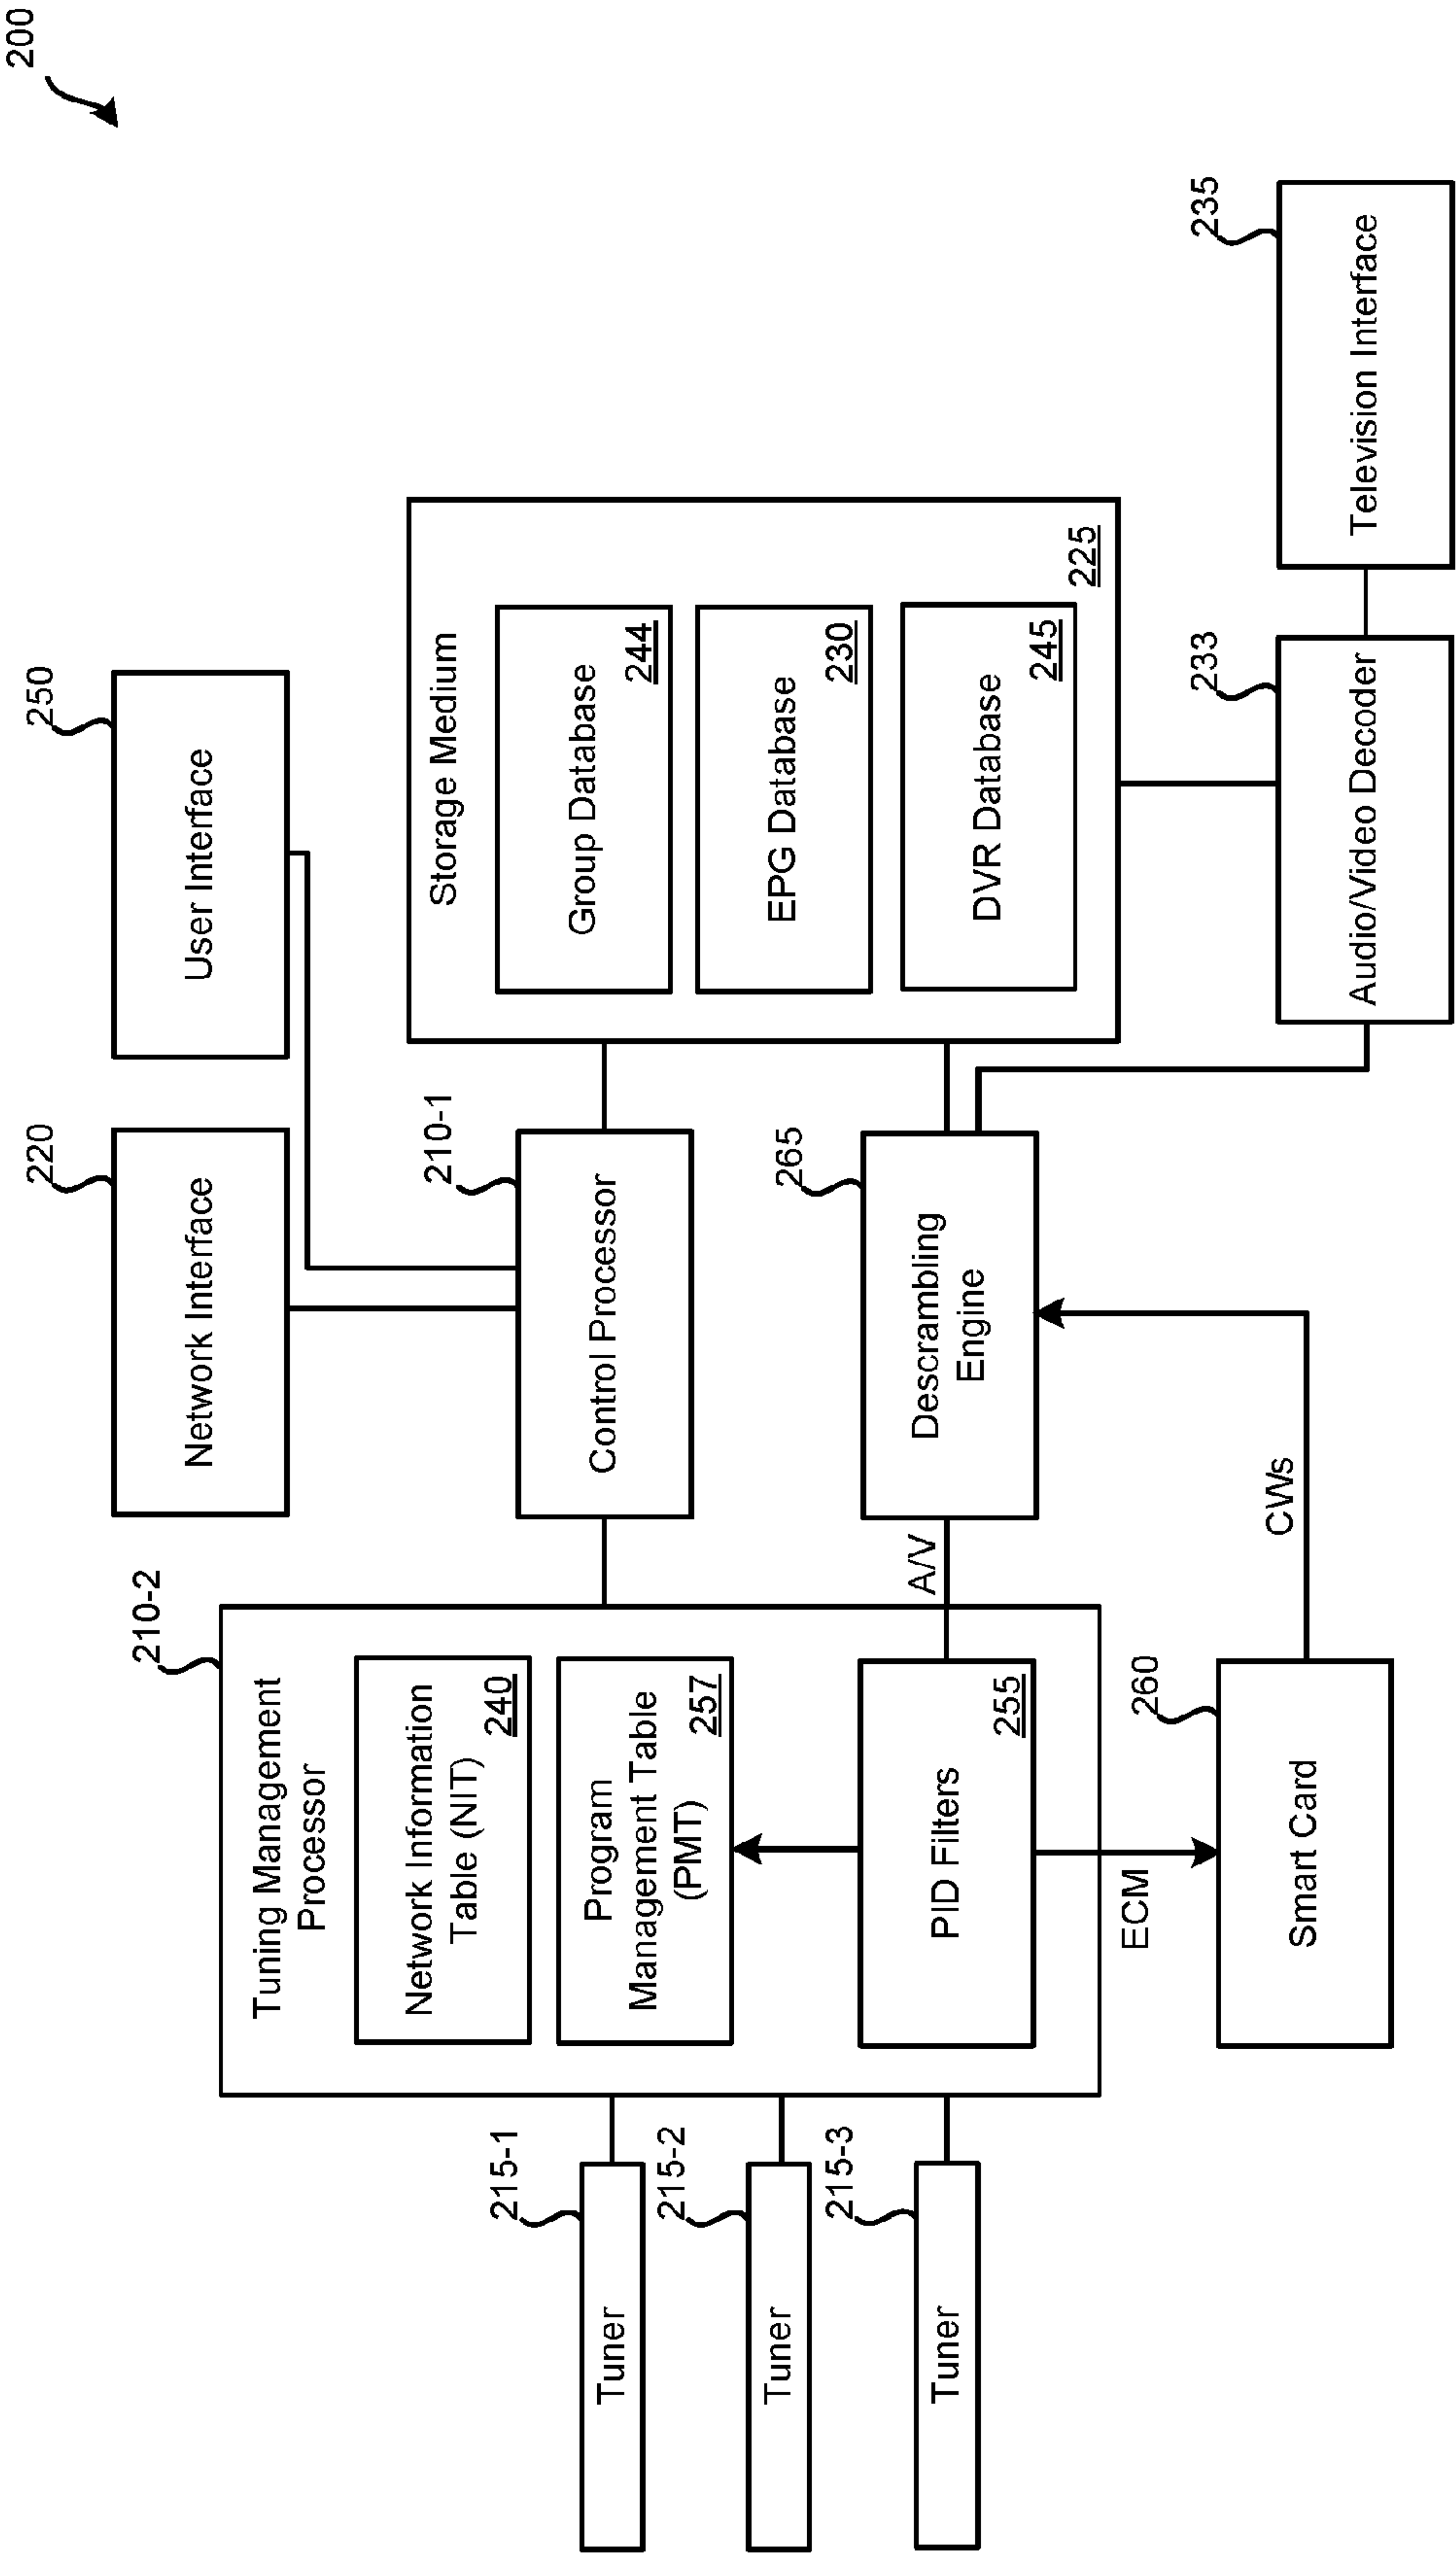 200
220
Network Interface
250
User Interface
210-2
Tuning Management
Processor
Network Information
Table (NIT)
240
Program
Management Table
(PMT)
257
PID Filters
255
215-1
Tuner
215-2
Tuner
215-3
Tuner
210-1
Control Processor
Storage Medium
Group Database
244
EPG Database
230
DVR Database
245
225
A/V
265
Descrambling
Engine
ECM
260
Smart Card
CWs
233
Audio/Video Decoder
235
Television Interface